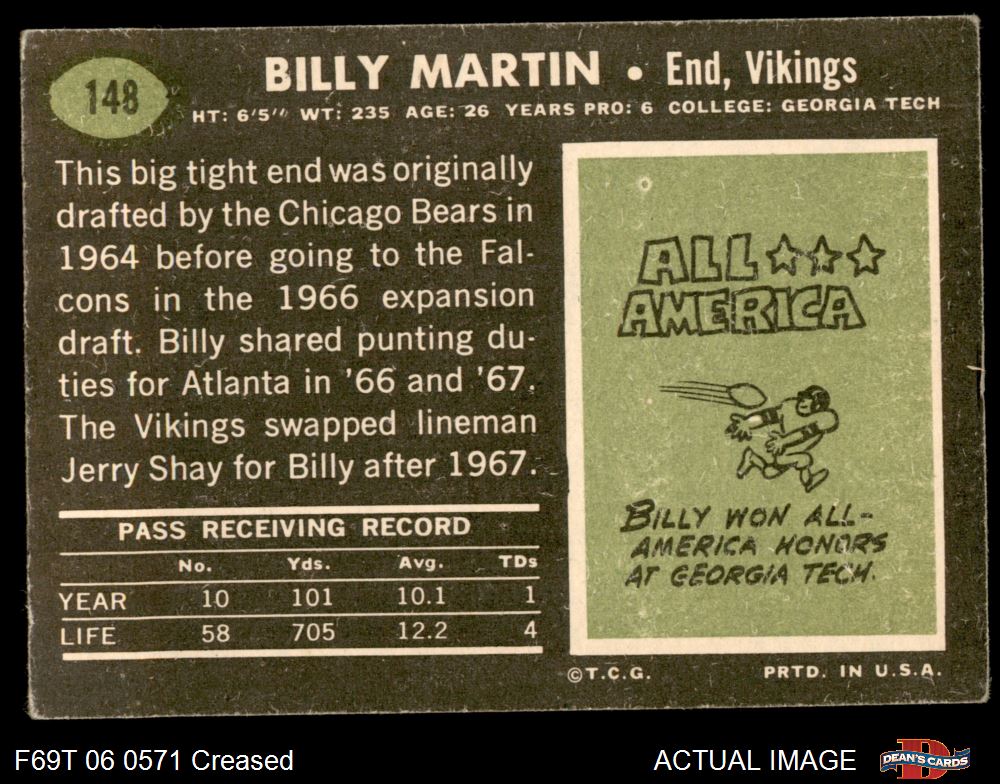 148
BILLY MARTIN • End, Vikings
HT: 6'5" WT: 235 AGE: 26 YEARS PRO: 6 COLLEGE: GEORGIA TECH
This big tight end was originally
drafted by the Chicago Bears in
1964 before going to the Fal-
cons in the 1966 expansion
draft. Billy shared punting du-
ties for Atlanta in '66 and '67.
The Vikings swapped lineman
Jerry Shay for Billy after 1967.
PASS RECEIVING RECORD
No. Yds. Avg. TDs
YEAR 10 101 10.1 1
LIFE 58 705 12.2 4
ALL ☆☆☆
AMERICA
BILLY WON ALL-
AMERICA HONORS
AT GEORGIA TECH.
©T.C.G. PRTD. IN U.S.A.
F69T 06 0571 Creased
ACTUAL IMAGE
D
DEAN'S CARDS